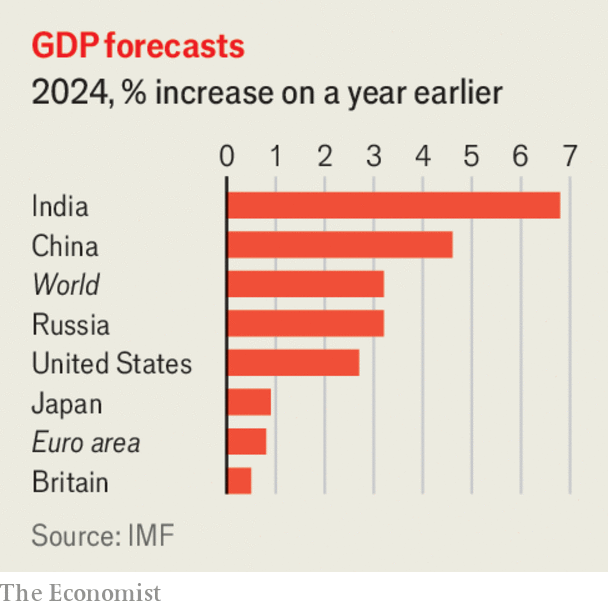 GDP forecasts
2024, % increase on a year earlier
0 1 2 3 4 5 6 7
India
China
World
Russia
United States
Japan
Euro area
Britain
Source: IMF
The Economist